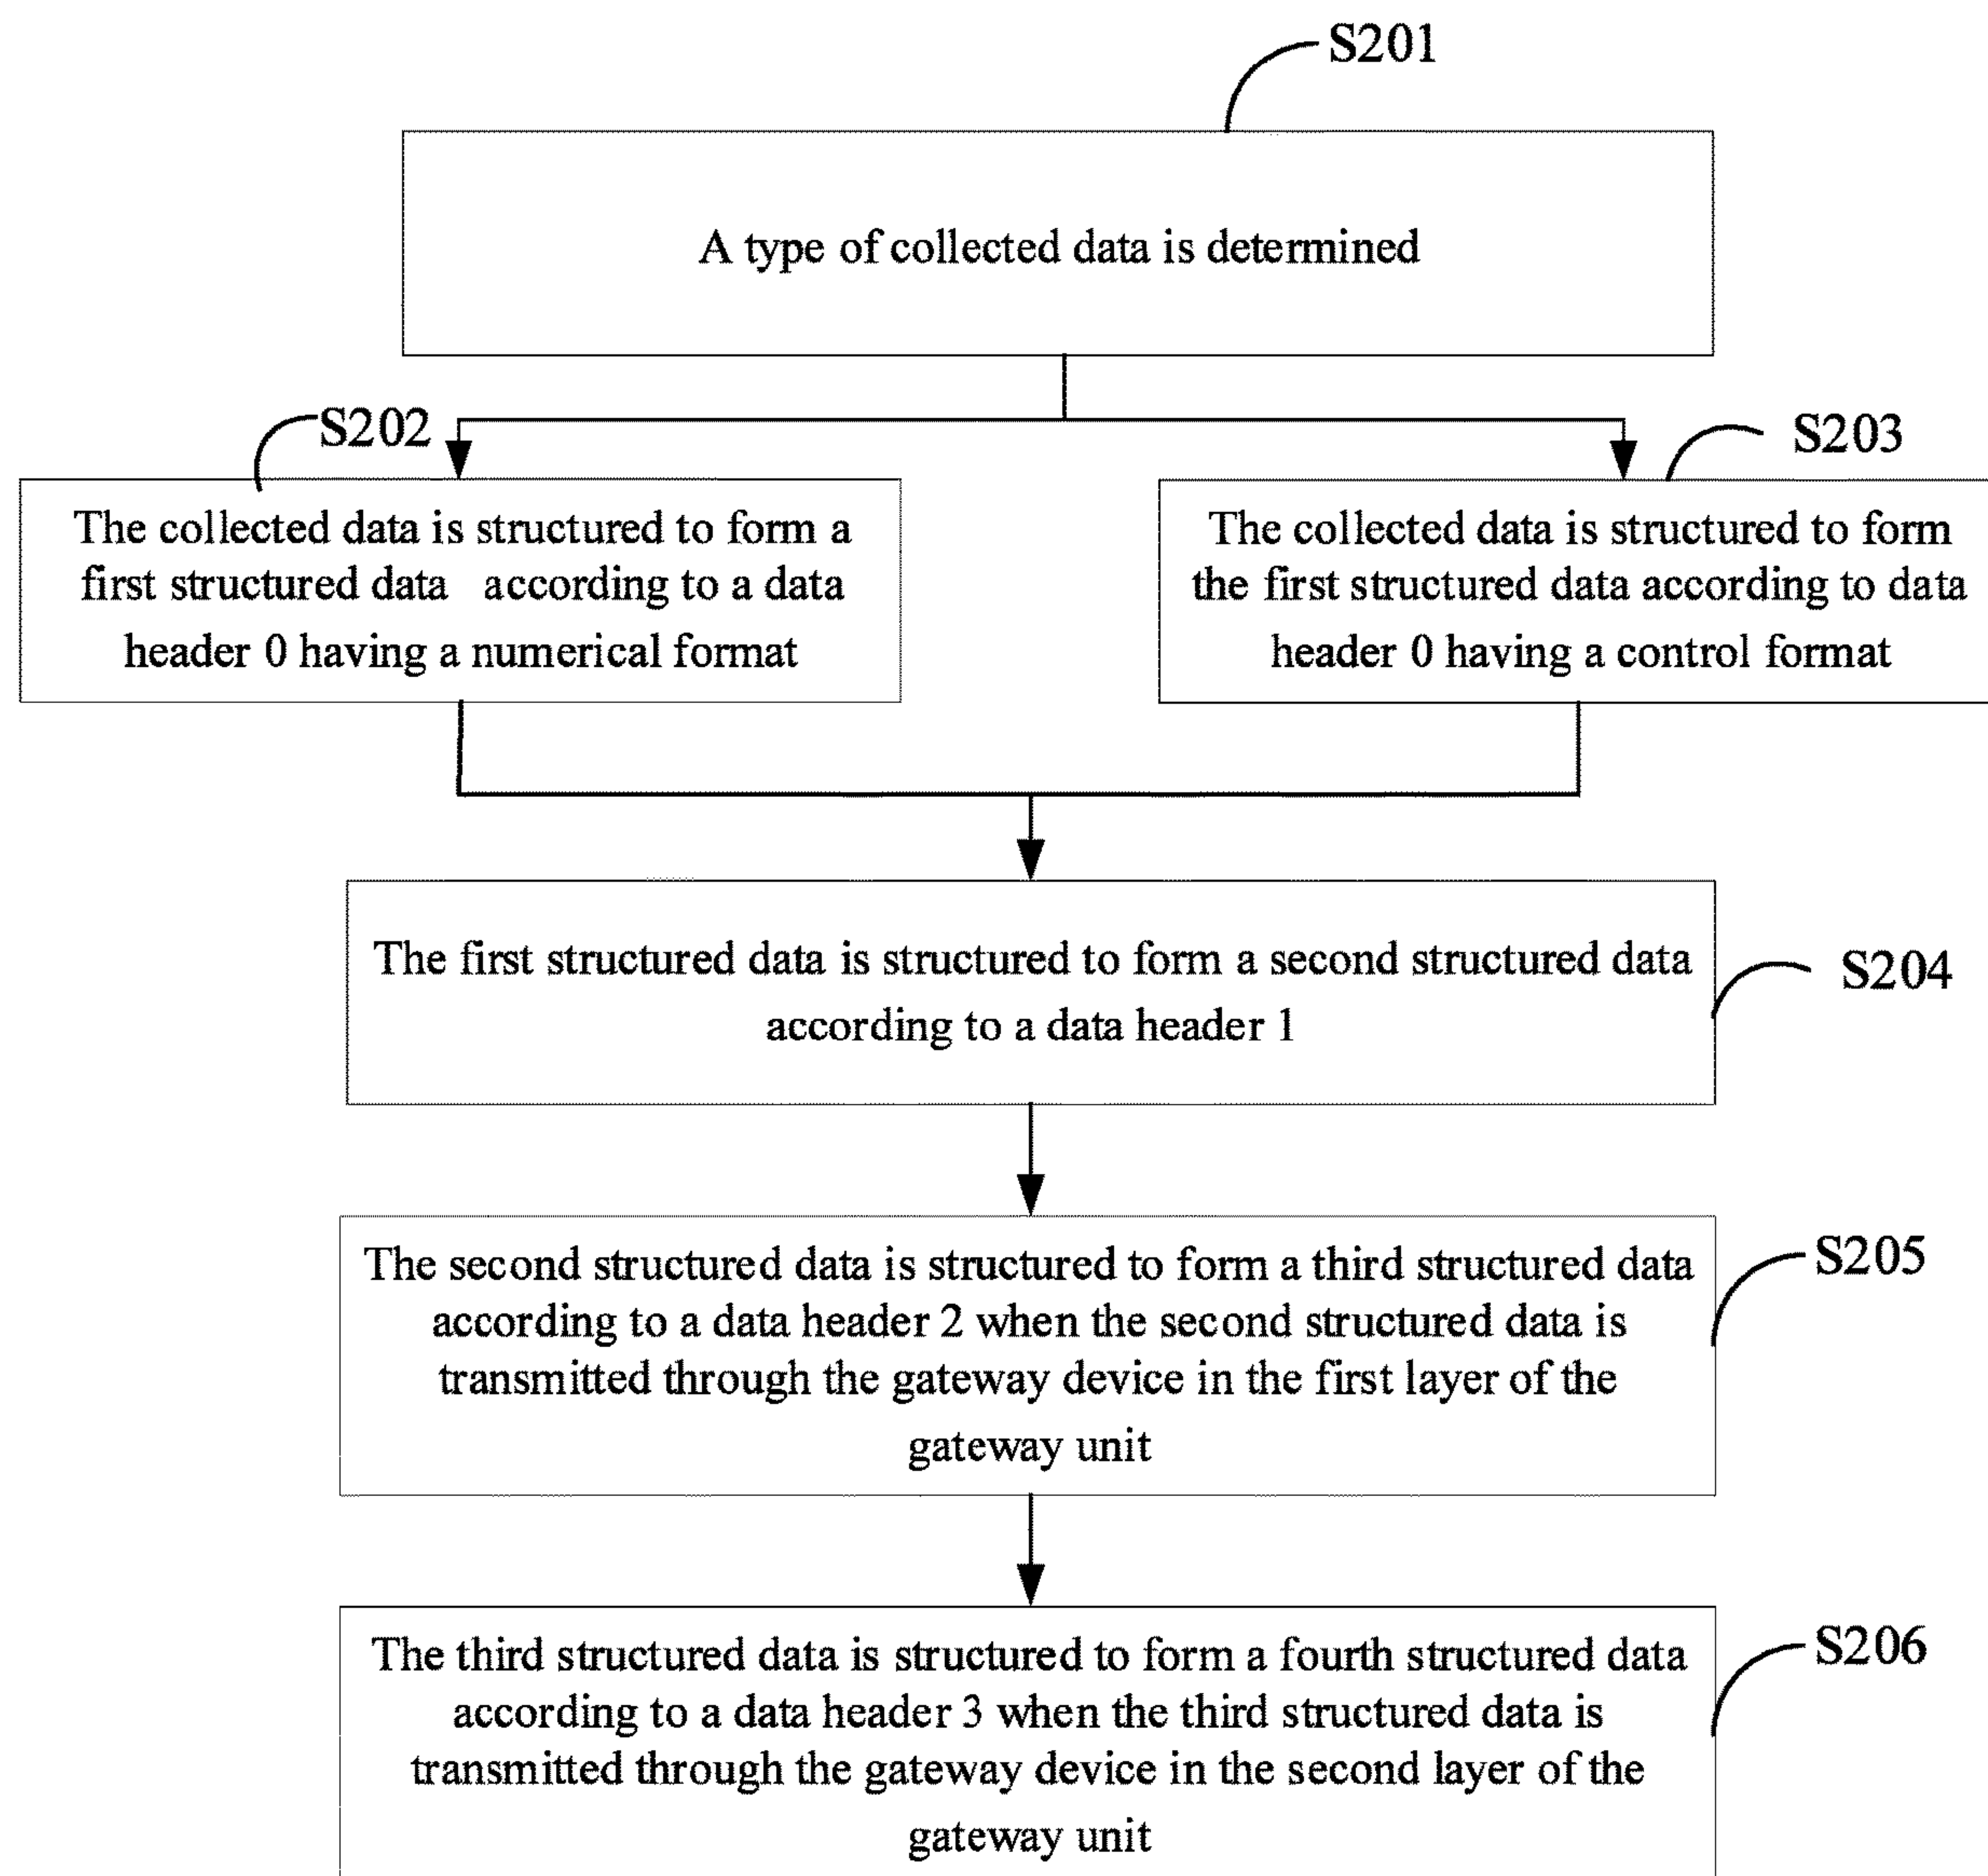 S201
A type of collected data is determined
S202
The collected data is structured to form a
first structured data according to a data
header 0 having a numerical format
S203
The collected data is structured to form
the first structured data according to data
header 0 having a control format
The first structured data is structured to form a second structured data
according to a data header 1
S204
The second structured data is structured to form a third structured data
according to a data header 2 when the second structured data is
transmitted through the gateway device in the first layer of the
gateway unit
S205
The third structured data is structured to form a fourth structured data
according to a data header 3 when the third structured data is
transmitted through the gateway device in the second layer of the
gateway unit
S206